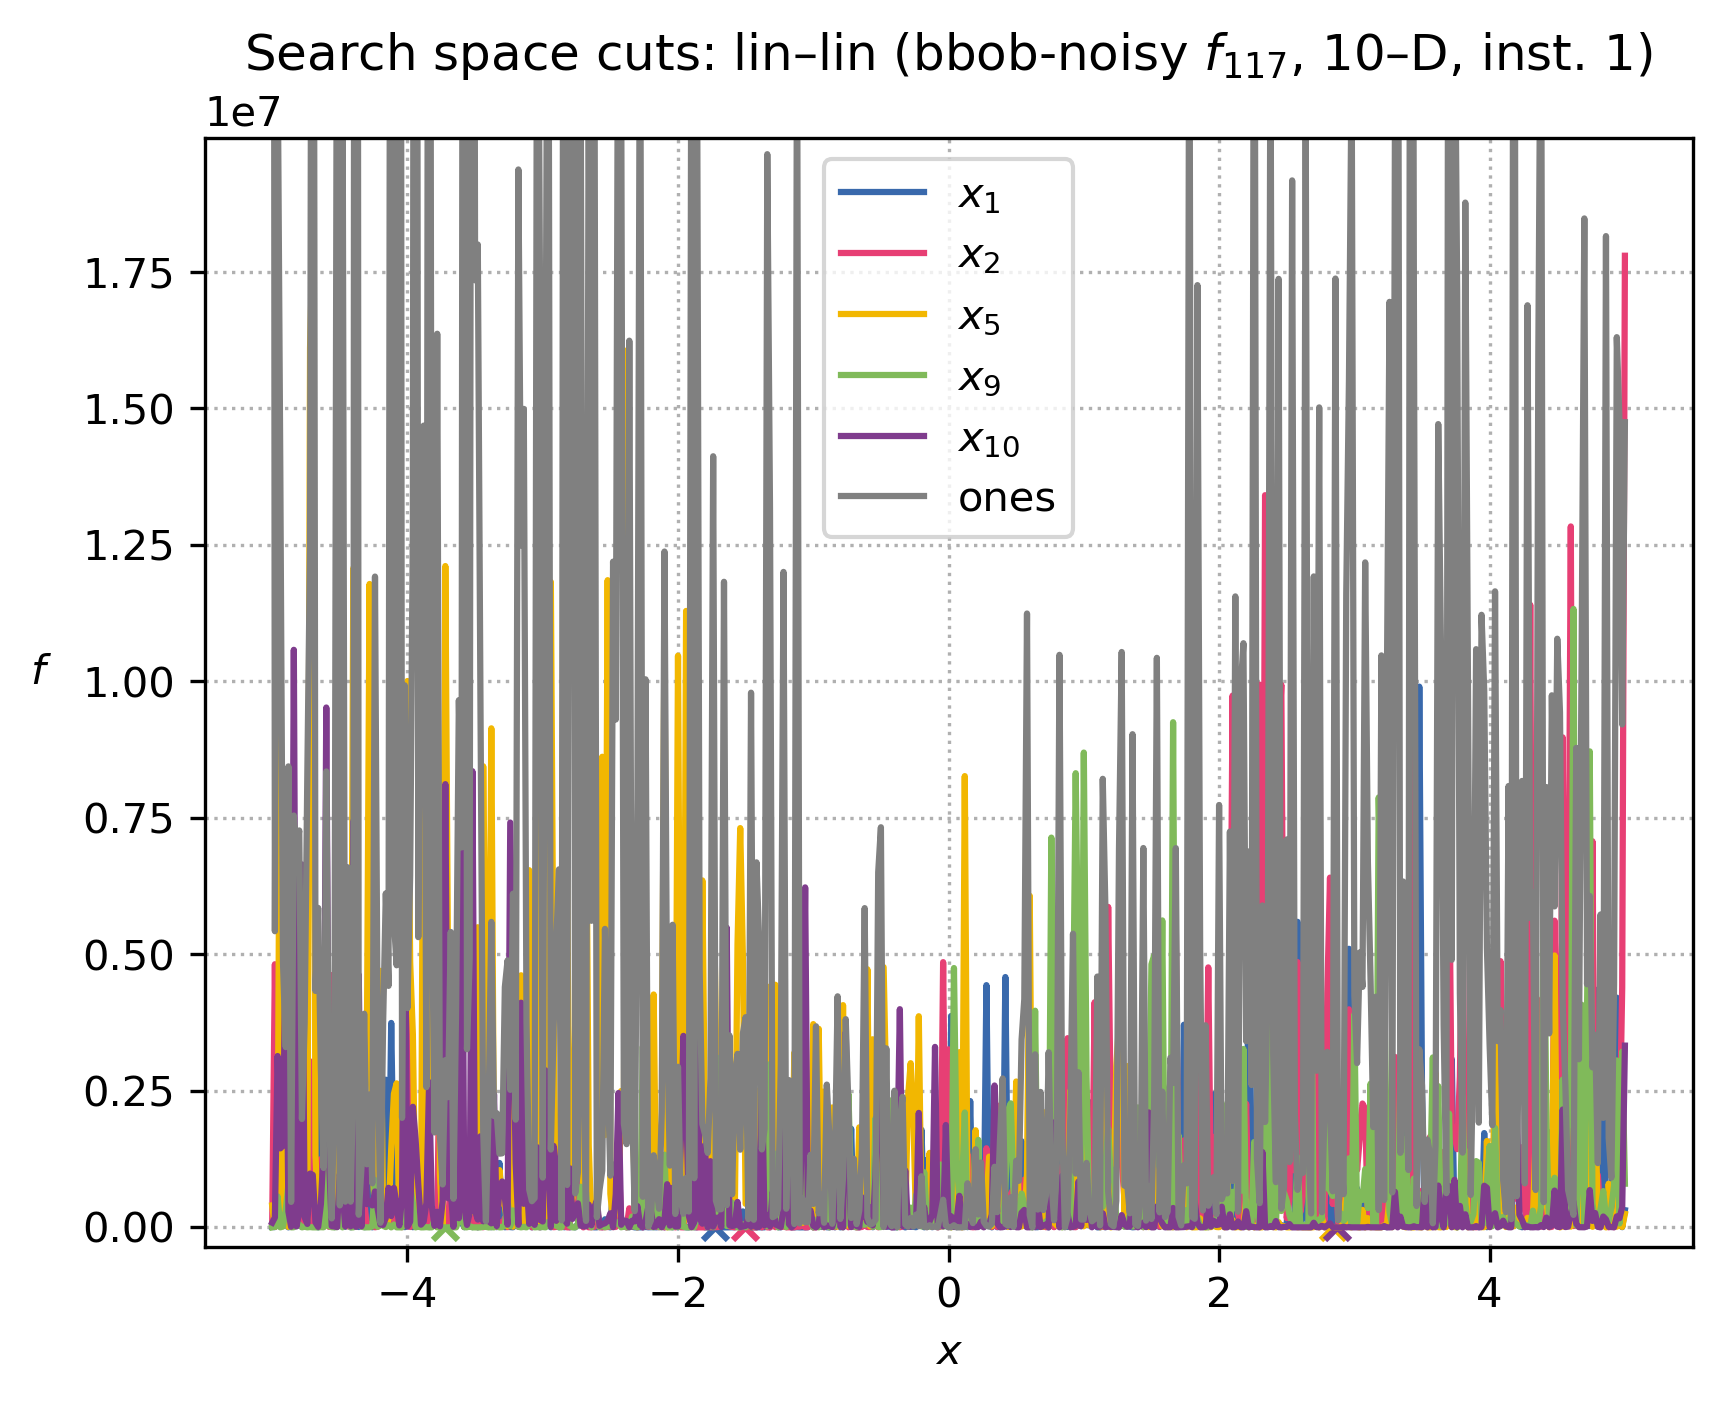 Search space cuts: lin–lin (bbob-noisy f117, 10–D, inst. 1)
1e7
x1
x2
x5
x9
x10
ones
1.75
1.50
1.25
1.00
0.75
0.50
0.25
0.00
f
−4 −2 0 2 4
x